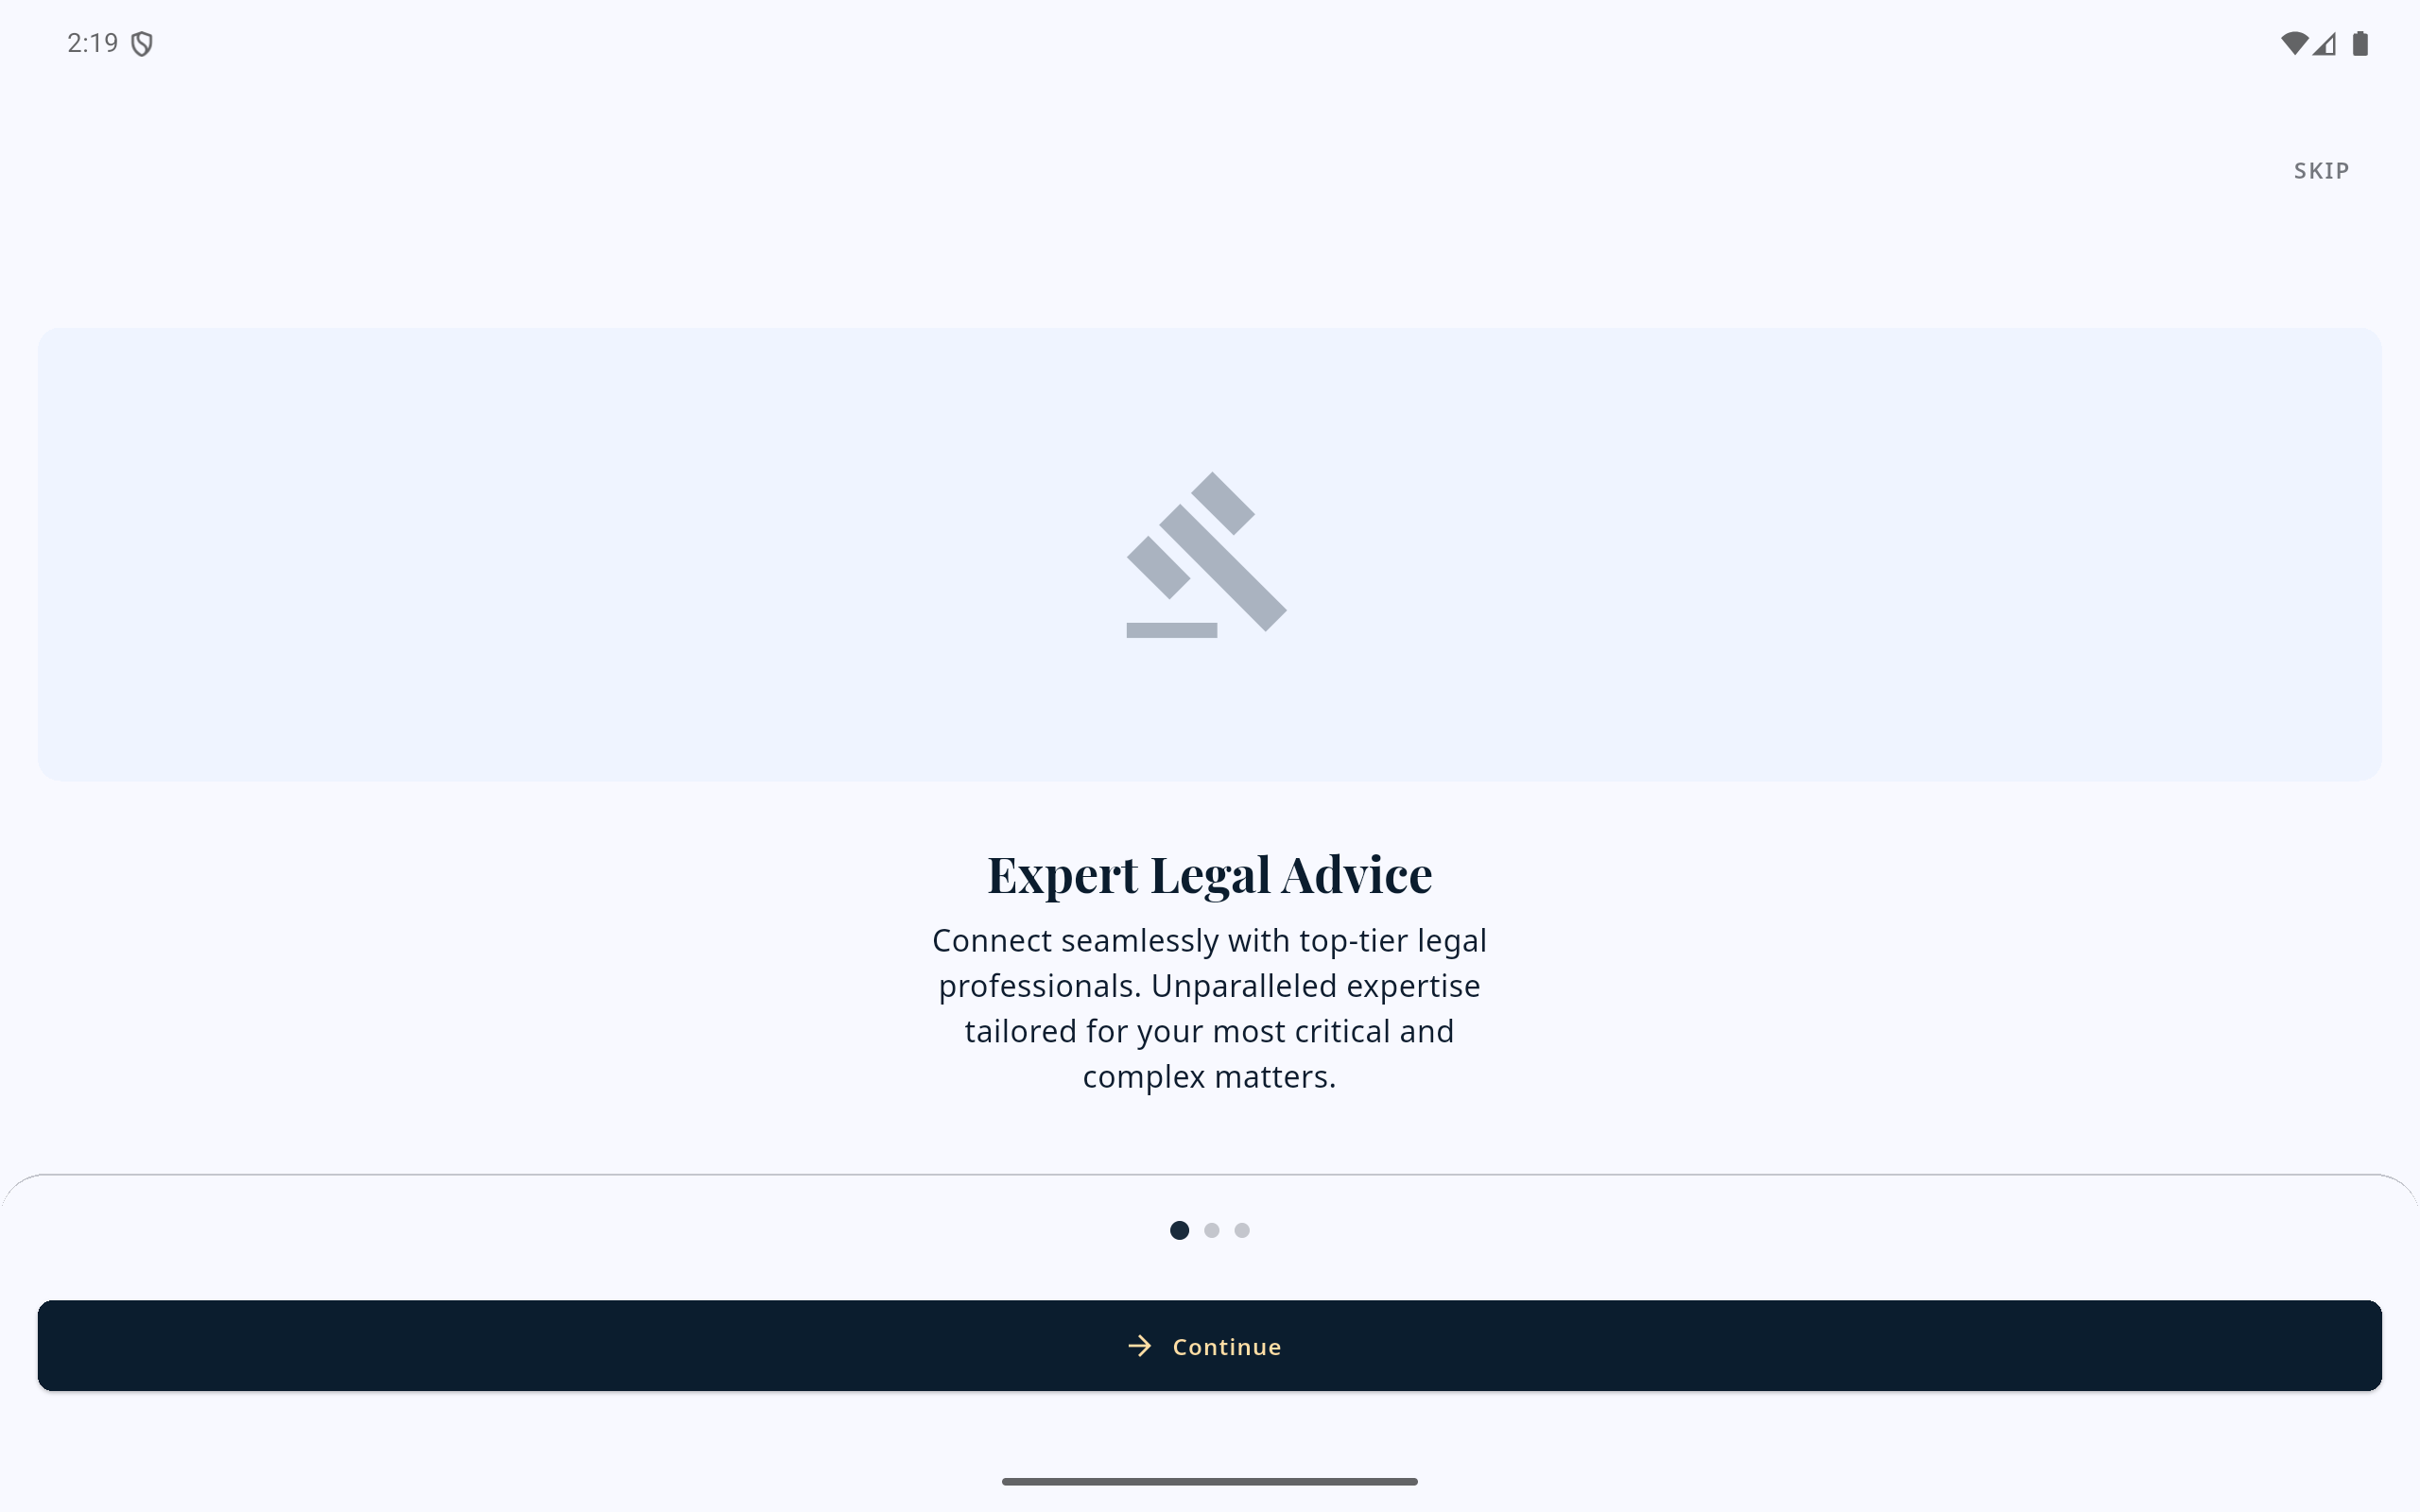 2:19
SKIP
Expert Legal Advice
Connect seamlessly with top-tier legal
professionals. Unparalleled expertise
tailored for your most critical and
complex matters.
Continue